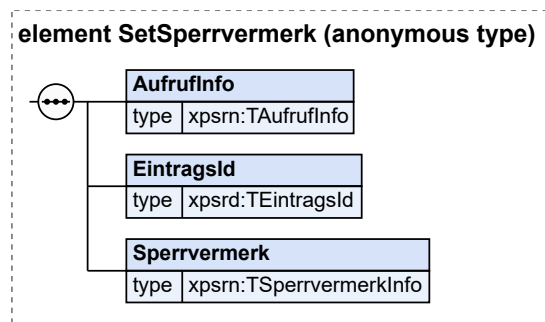 element SetSperrvermerk (anonymous type)
AufrufInfo
type xpsrn:TAufrufInfo
EintragsId
type xpsrd:TEintragsId
Sperrvermerk
type xpsrn:TSperrvermerkInfo